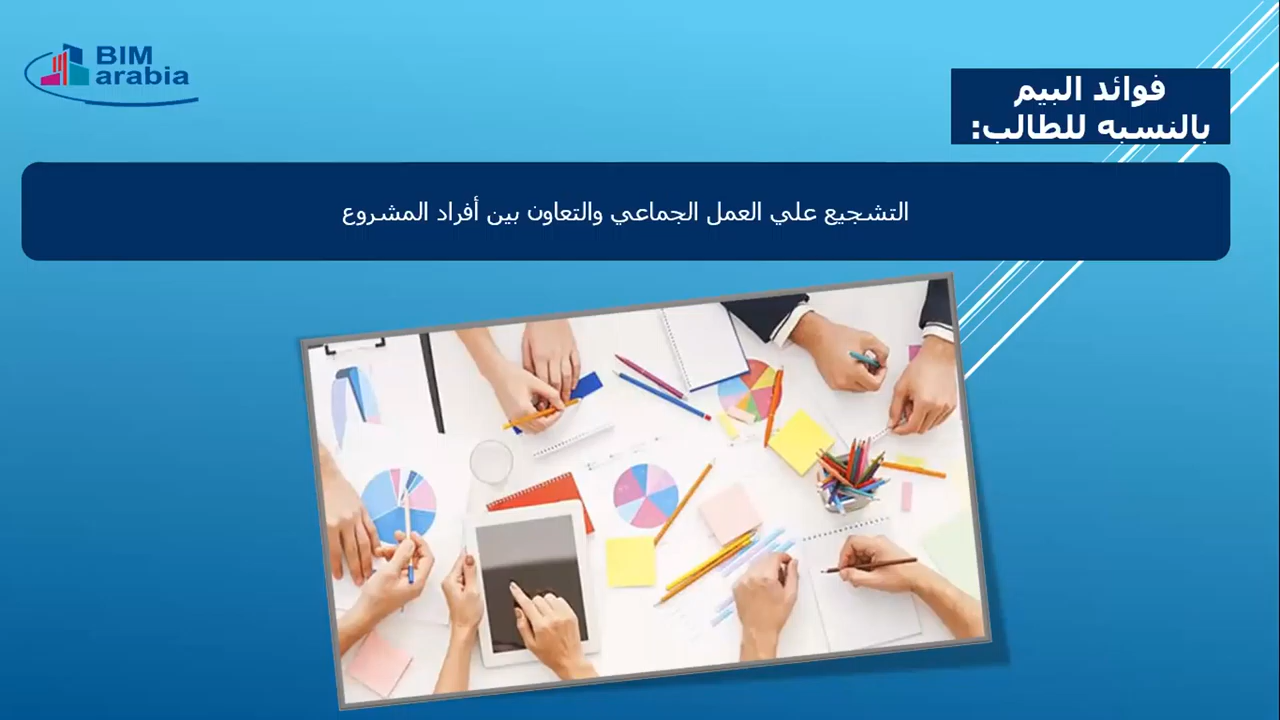 BIM
arabia
فوائد البيم
بالنسبه للطالب:
التشجيع علي العمل الجماعي والتعاون بين أفراد المشروع